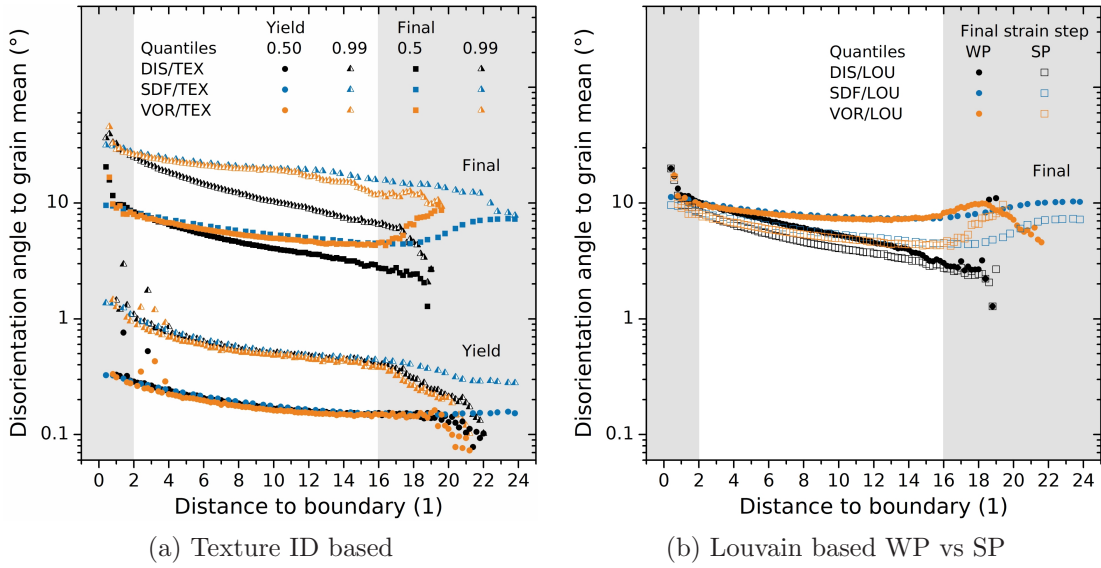 Yield Final
Quantiles 0.50 0.99 0.5 0.99
DIS/TEX
SDF/TEX
VOR/TEX
Final
Yield
10
1
0.1
0 2 4 6 8 10 12 14 16 18 20 22 24
Disorientation angle to grain mean (°)
Distance to boundary (1)
(a) Texture ID based
Final strain step
Quantiles WP SP
DIS/LOU
SDF/LOU
VOR/LOU
Final
10
1
0.1
0 2 4 6 8 10 12 14 16 18 20 22 24
Disorientation angle to grain mean (°)
Distance to boundary (1)
(b) Louvain based WP vs SP